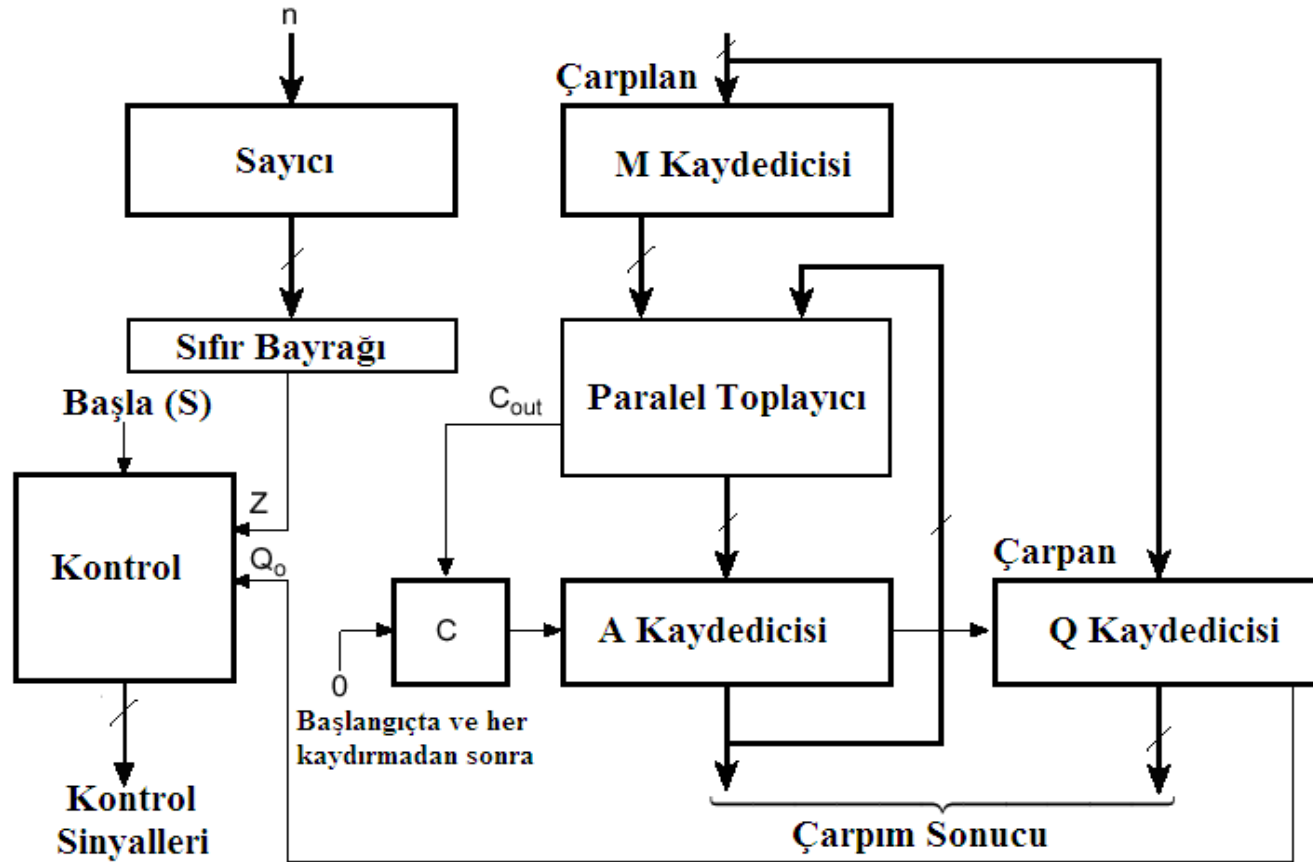 n
Çarpılan
Sayıcı
M Kaydedicisi
Sıfır Bayrağı
Başla (S)
Cout
Paralel Toplayıcı
Z
Kontrol
Qo
Çarpan
C
A Kaydedicisi
Q Kaydedicisi
0
Başlangıçta ve her
kaydırmadan sonra
Kontrol
Sinyalleri
Çarpım Sonucu